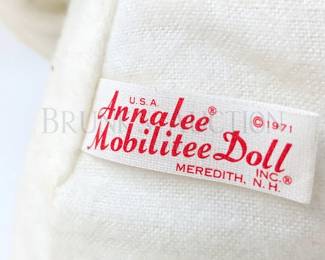 U.S.A.
Annalee® ©1971
Mobilitee Doll
INC.®
MEREDITH, N.H.